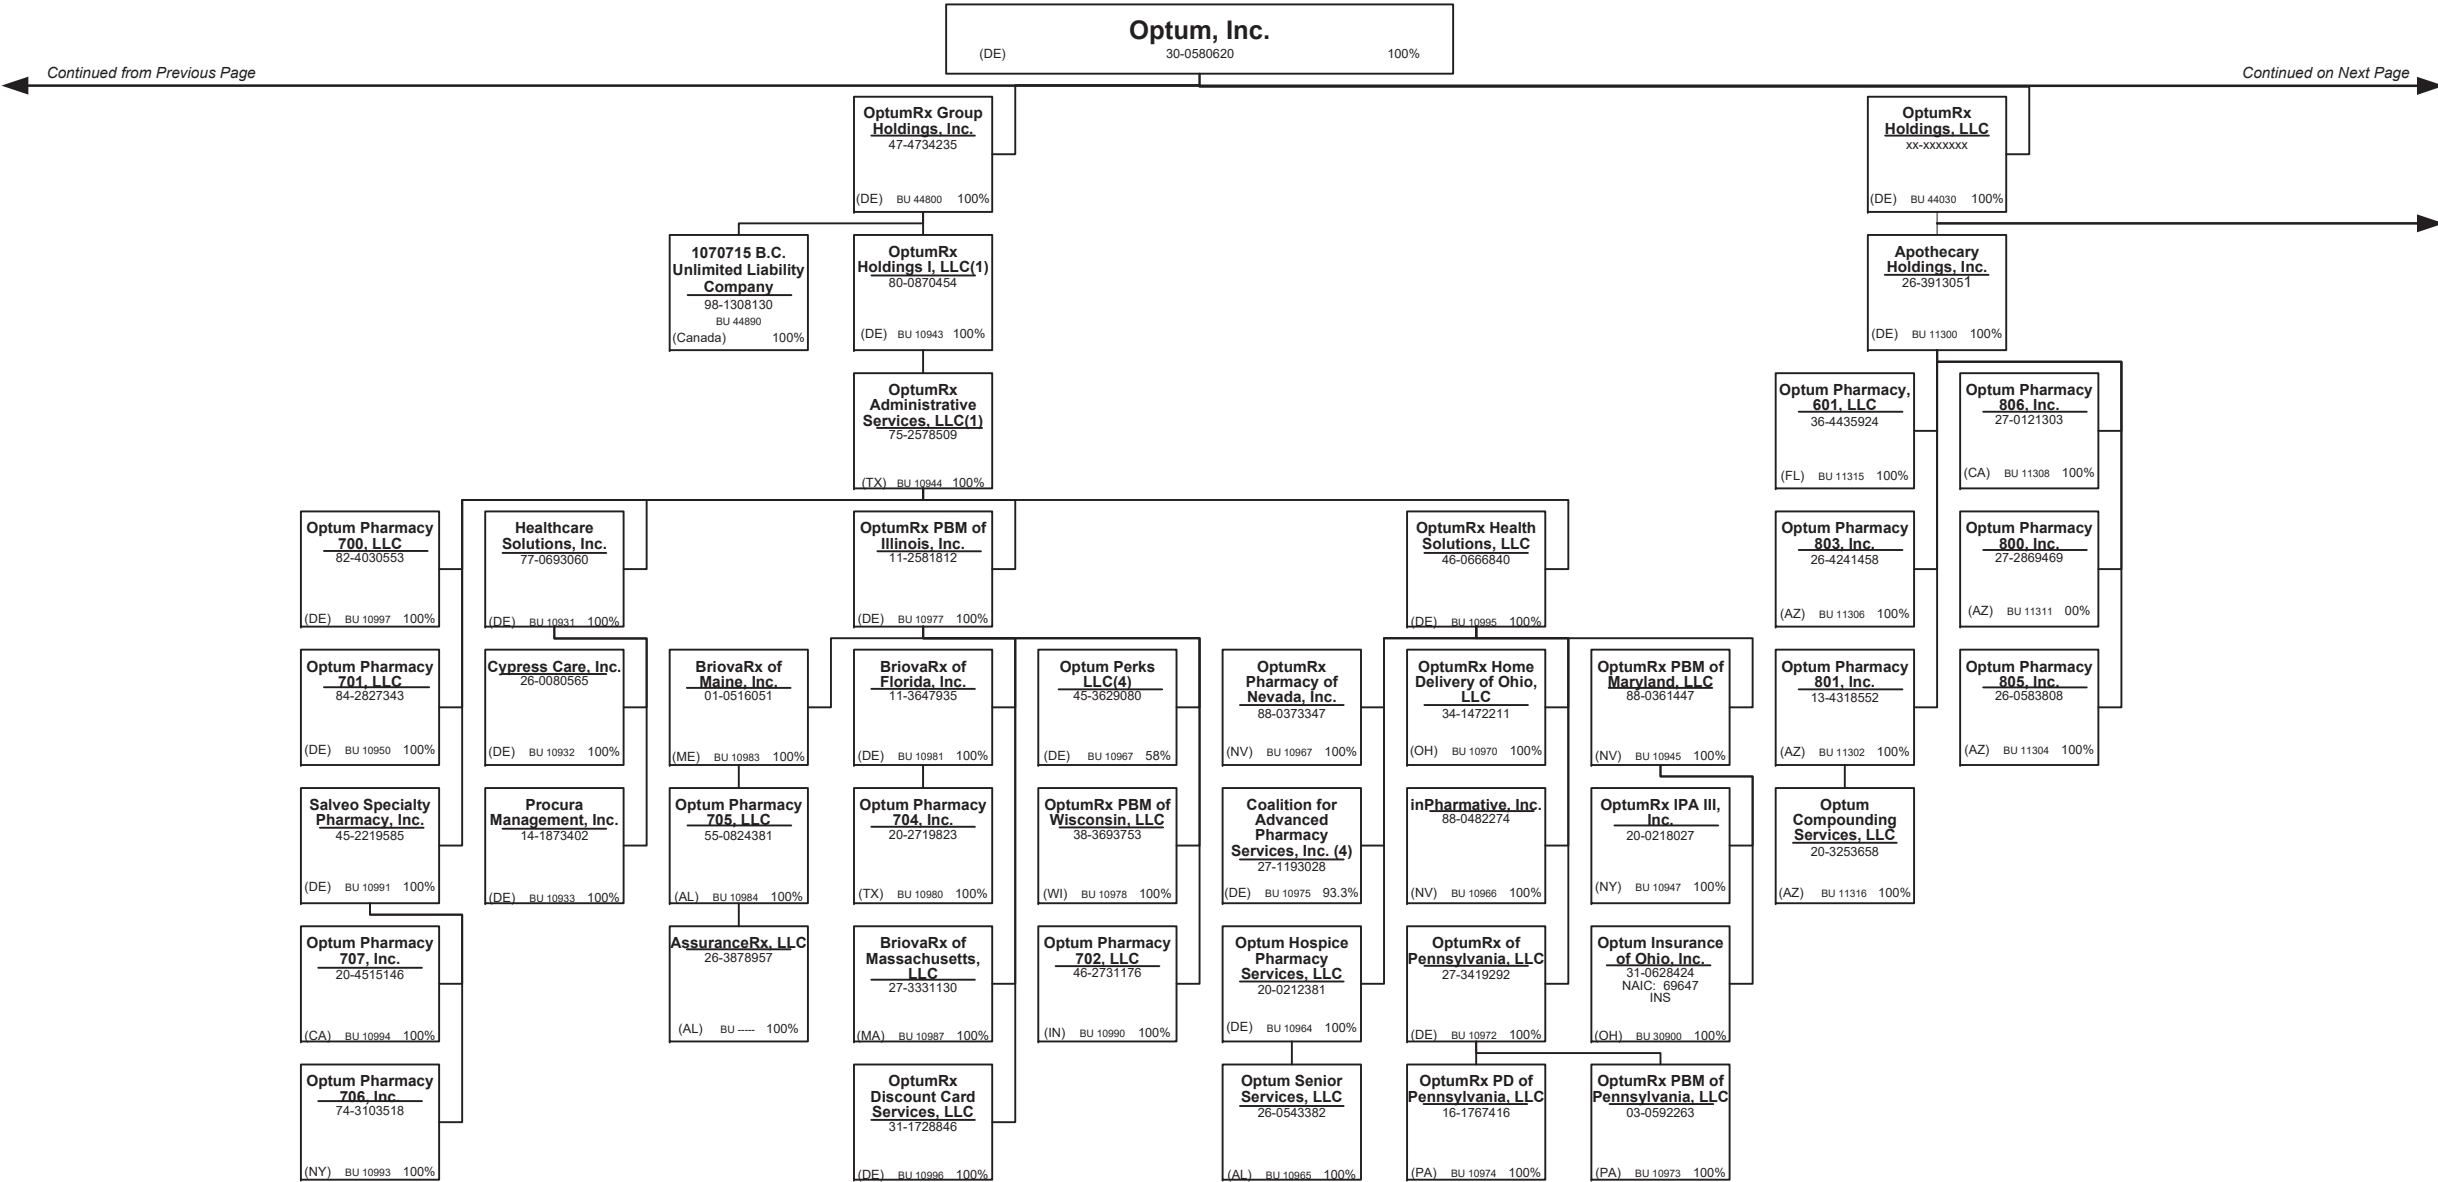 Optum, Inc.
(DE) 30-0580620 100%
Continued from Previous Page
Continued on Next Page
OptumRx Group
Holdings, Inc.
47-4734235
(DE) BU 44800 100%
OptumRx
Holdings, LLC
xx-xxxxxxx
(DE) BU 44030 100%
1070715 B.C.
Unlimited Liability
Company
98-1308130
BU 44890
(Canada) 100%
OptumRx
Holdings I, LLC(1)
80-0870454
(DE) BU 10943 100%
Apothecary
Holdings, Inc.
26-3913051
(DE) BU 11300 100%
OptumRx
Administrative
Services, LLC(1)
75-2578509
(TX) BU 10944 100%
Optum Pharmacy,
601, LLC
36-4435924
(FL) BU 11315 100%
Optum Pharmacy
806, Inc.
27-0121303
(CA) BU 11308 100%
Optum Pharmacy
700, LLC
82-4030553
(DE) BU 10997 100%
Healthcare
Solutions, Inc.
77-0693060
(DE) BU 10931 100%
OptumRx PBM of
Illinois, Inc.
11-2581812
(DE) BU 10977 100%
OptumRx Health
Solutions, LLC
46-0666840
(DE) BU 10995 100%
Optum Pharmacy
803, Inc.
26-4241458
(AZ) BU 11306 100%
Optum Pharmacy
800, Inc.
27-2869469
(AZ) BU 11311 00%
Optum Pharmacy
701, LLC
84-2827343
(DE) BU 10950 100%
Cypress Care, Inc.
26-0080565
(DE) BU 10932 100%
BriovaRx of
Maine, Inc.
01-0516051
(ME) BU 10983 100%
BriovaRx of
Florida, Inc.
11-3647935
(DE) BU 10981 100%
Optum Perks
LLC(4)
45-3629080
(DE) BU 10967 58%
OptumRx
Pharmacy of
Nevada, Inc.
88-0373347
(NV) BU 10967 100%
OptumRx Home
Delivery of Ohio,
LLC
34-1472211
(OH) BU 10970 100%
OptumRx PBM of
Maryland, LLC
88-0361447
(NV) BU 10945 100%
Optum Pharmacy
801, Inc.
13-4318552
(AZ) BU 11302 100%
Optum Pharmacy
805, Inc.
26-0583808
(AZ) BU 11304 100%
Salveo Specialty
Pharmacy, Inc.
45-2219585
(DE) BU 10991 100%
Procura
Management, Inc.
14-1873402
(DE) BU 10933 100%
Optum Pharmacy
705, LLC
55-0824381
(AL) BU 10984 100%
Optum Pharmacy
704, Inc.
20-2719823
(TX) BU 10980 100%
OptumRx PBM of
Wisconsin, LLC
38-3693753
(WI) BU 10978 100%
Coalition for
Advanced
Pharmacy
Services, Inc. (4)
27-1193028
(DE) BU 10975 93.3%
inPharmative, Inc.
88-0482274
(NV) BU 10966 100%
OptumRx IPA III,
Inc.
20-0218027
(NY) BU 10947 100%
Optum
Compounding
Services, LLC
20-3253658
(AZ) BU 11316 100%
Optum Pharmacy
707, Inc.
20-4515146
(CA) BU 10994 100%
AssuranceRx, LLC
26-3878957
(AL) BU ----- 100%
BriovaRx of
Massachusetts,
LLC
27-3331130
(MA) BU 10987 100%
Optum Pharmacy
702, LLC
46-2731176
(IN) BU 10990 100%
Optum Hospice
Pharmacy
Services, LLC
20-0212381
(DE) BU 10964 100%
OptumRx of
Pennsylvania, LLC
27-3419292
(DE) BU 10972 100%
Optum Insurance
of Ohio, Inc.
31-0628424
NAIC: 69647
INS
(OH) BU 30900 100%
Optum Pharmacy
706, Inc.
74-3103518
(NY) BU 10993 100%
OptumRx
Discount Card
Services, LLC
31-1728846
(DE) BU 10996 100%
Optum Senior
Services, LLC
26-0543382
(AL) BU 10965 100%
OptumRx PD of
Pennsylvania, LLC
16-1767416
(PA) BU 10974 100%
OptumRx PBM of
Pennsylvania, LLC
03-0592263
(PA) BU 10973 100%